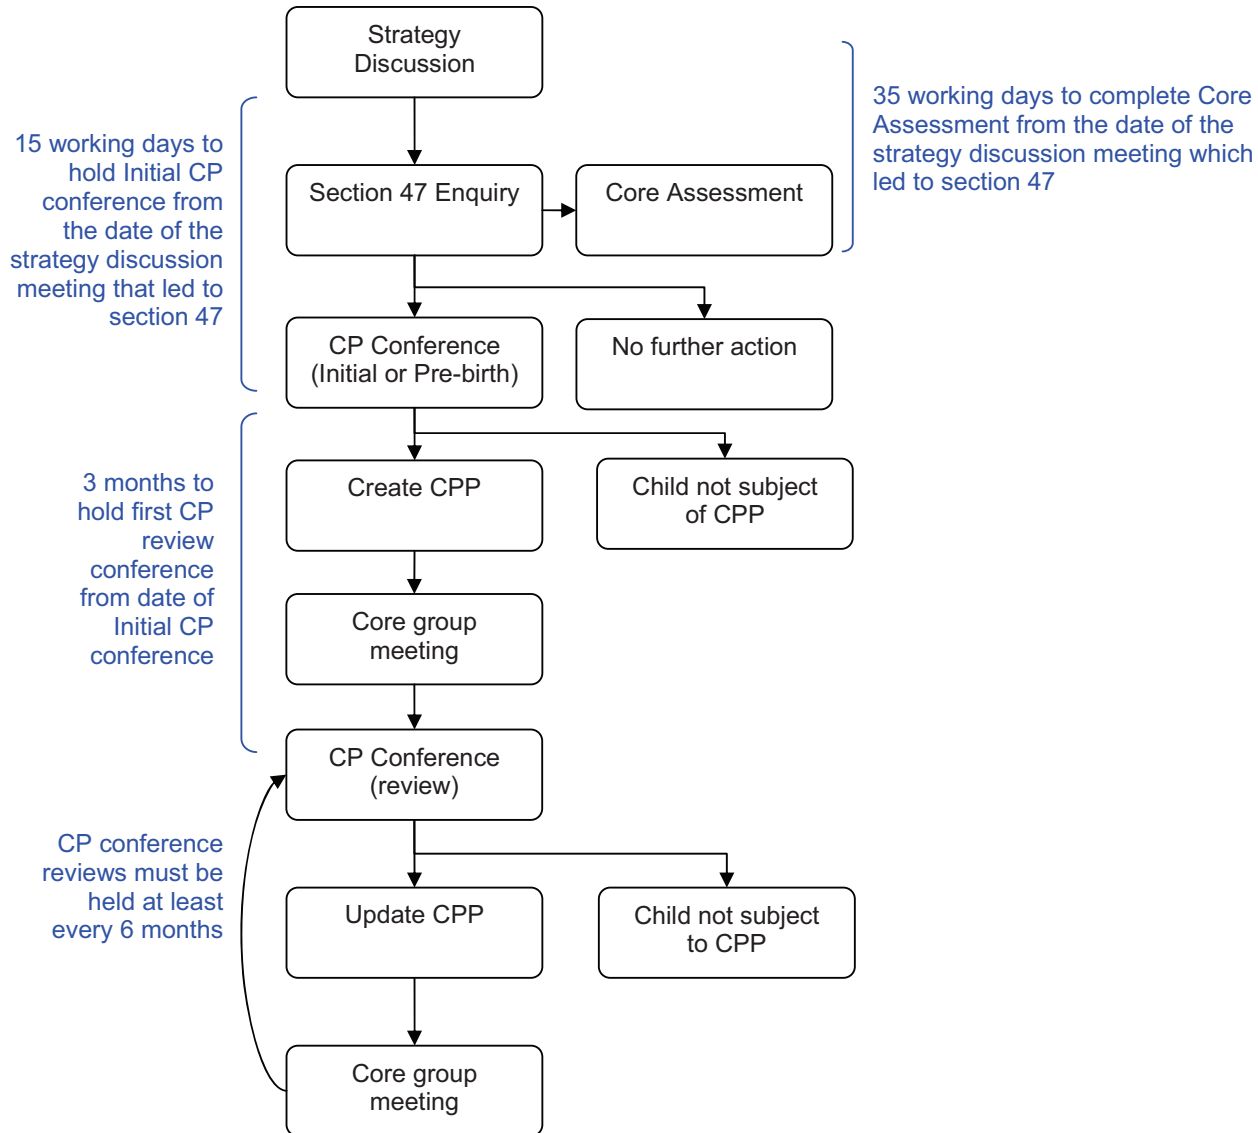 Strategy
Discussion
35 working days to complete Core
Assessment from the date of the
strategy discussion meeting which
led to section 47
15 working days to
hold Initial CP
conference from
the date of the
strategy discussion
meeting that led to
section 47
Section 47 Enquiry
Core Assessment
CP Conference
(Initial or Pre-birth)
No further action
3 months to
hold first CP
review
conference
from date of
Initial CP
conference
Create CPP
Child not subject
of CPP
Core group
meeting
CP Conference
(review)
CP conference
reviews must be
held at least
every 6 months
Update CPP
Child not subject
to CPP
Core group
meeting